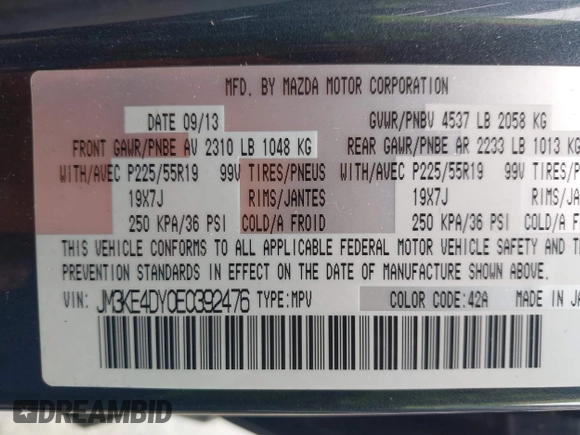 MFD. BY MAZDA MOTOR CORPORATION
DATE 09/13 GVWR/PNBV 4537 LB 2058 KG
FRONT GAWR/PNBE AV 2310 LB 1048 KG REAR GAWR/PNBE AR 2233 LB 1013 KG
WITH/AVEC P225/55R19 99V TIRES/PNEUS WITH/AVEC P225/55R19 99V TIRES/
19X7J RIMS/JANTES 19X7J RIMS/
250 KPA/36 PSI COLD/A FROID 250 KPA/36 PSI COLD/A
THIS VEHICLE CONFORMS TO ALL APPLICABLE FEDERAL MOTOR VEHICLE SAFETY AND
PREVENTION STANDARDS IN EFFECT ON THE DATE OF MANUFACTURE SHOWN ABOVE.
VIN: JM3KE4DY0E0392476 TYPE:MPV COLOR CODE:42A MADE IN
DREAMBID